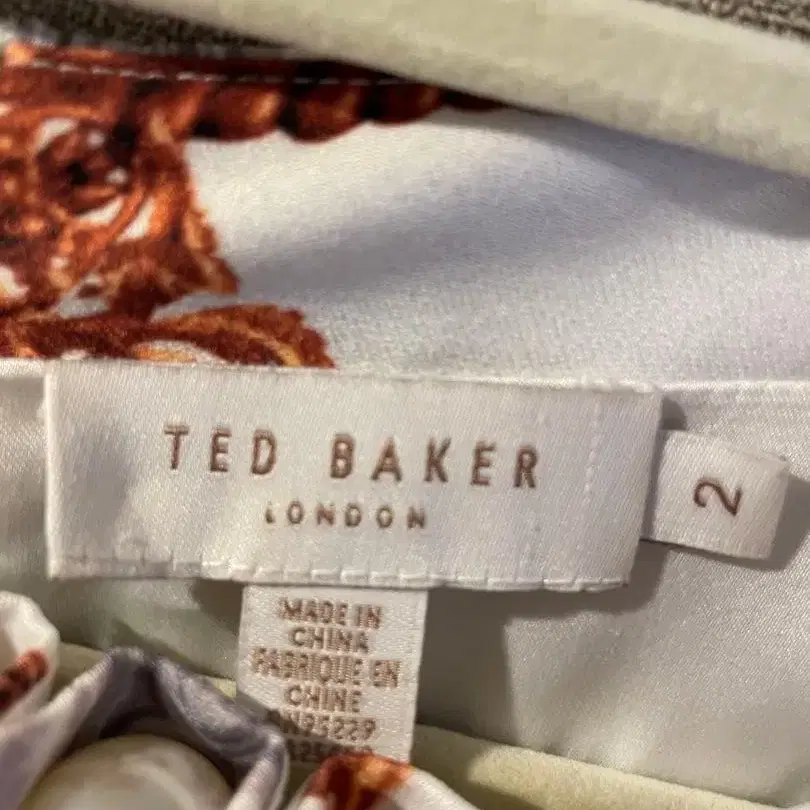 TED BAKER
LONDON
2
MADE IN
CHINA
FABRIQUE EN
CHINE